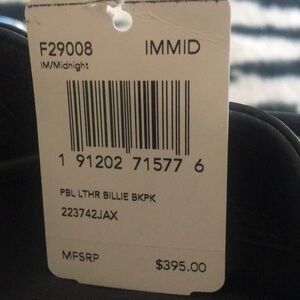 F29008 IMMID
IM/Midnight
1 91202 71577 6
PBL LTHR BILLIE BKPK
223742JAX
MFSRP $395.00